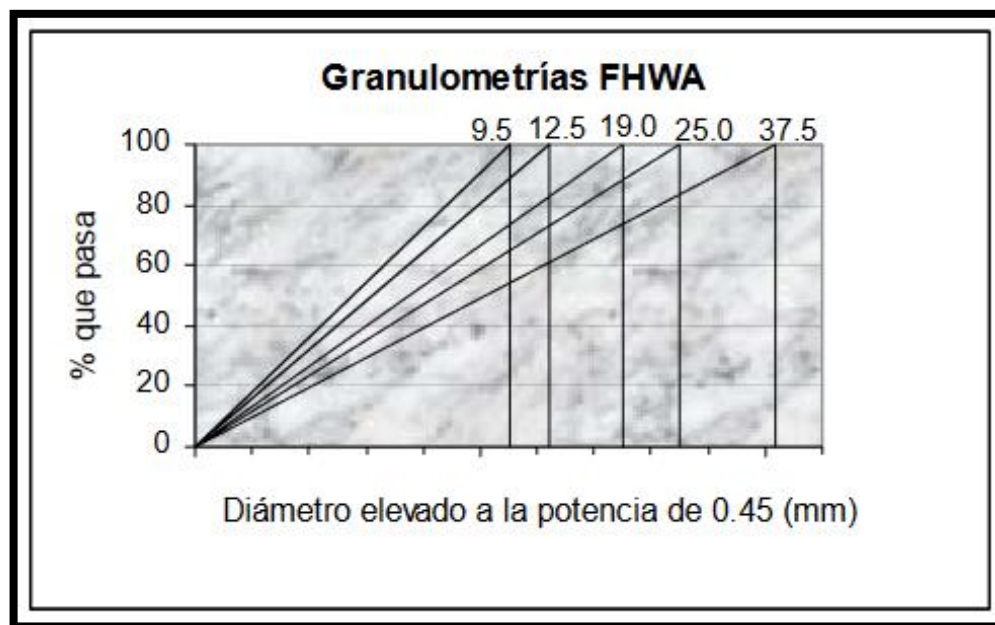 Granulometrías FHWA
9.5 12.5 19.0 25.0 37.5
100
80
60
40
20
0
% que pasa
Diámetro elevado a la potencia de 0.45 (mm)